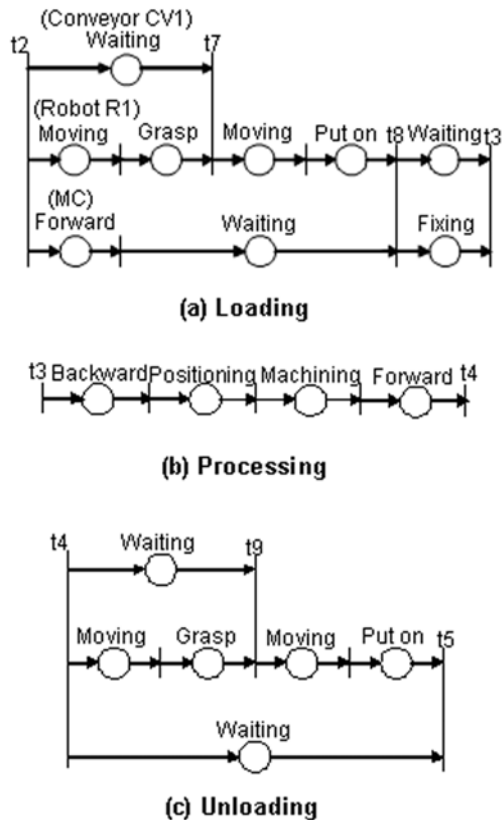 (Conveyor CV1)
t2 Waiting t7
(Robot R1)
Moving Grasp Moving Put on t8 Waiting t3
(MC)
Forward Waiting Fixing
(a) Loading
t3 Backward Positioning Machining Forward t4
(b) Processing
t4 Waiting t9
Moving Grasp Moving Put on t5
Waiting
(c) Unloading